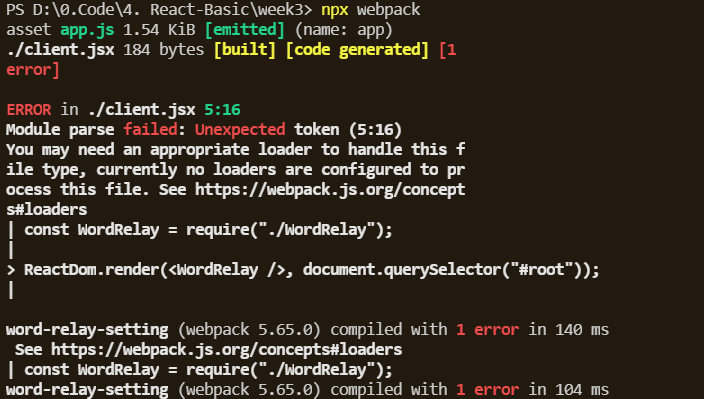 PS D:\0.Code\4. React-Basic\week3> npx webpack
asset app.js 1.54 KiB [emitted] (name: app)
./client.jsx 184 bytes [built] [code generated] [1
error]
ERROR in ./client.jsx 5:16
Module parse failed: Unexpected token (5:16)
You may need an appropriate loader to handle this f
ile type, currently no loaders are configured to pr
ocess this file. See https://webpack.js.org/concept
s#loaders
| const WordRelay = require("./WordRelay");
|
> ReactDom.render(<WordRelay />, document.querySelector("#root"));
|
word-relay-setting (webpack 5.65.0) compiled with 1 error in 140 ms
See https://webpack.js.org/concepts#loaders
| const WordRelay = require("./WordRelay");
word-relay-setting (webpack 5.65.0) compiled with 1 error in 104 ms